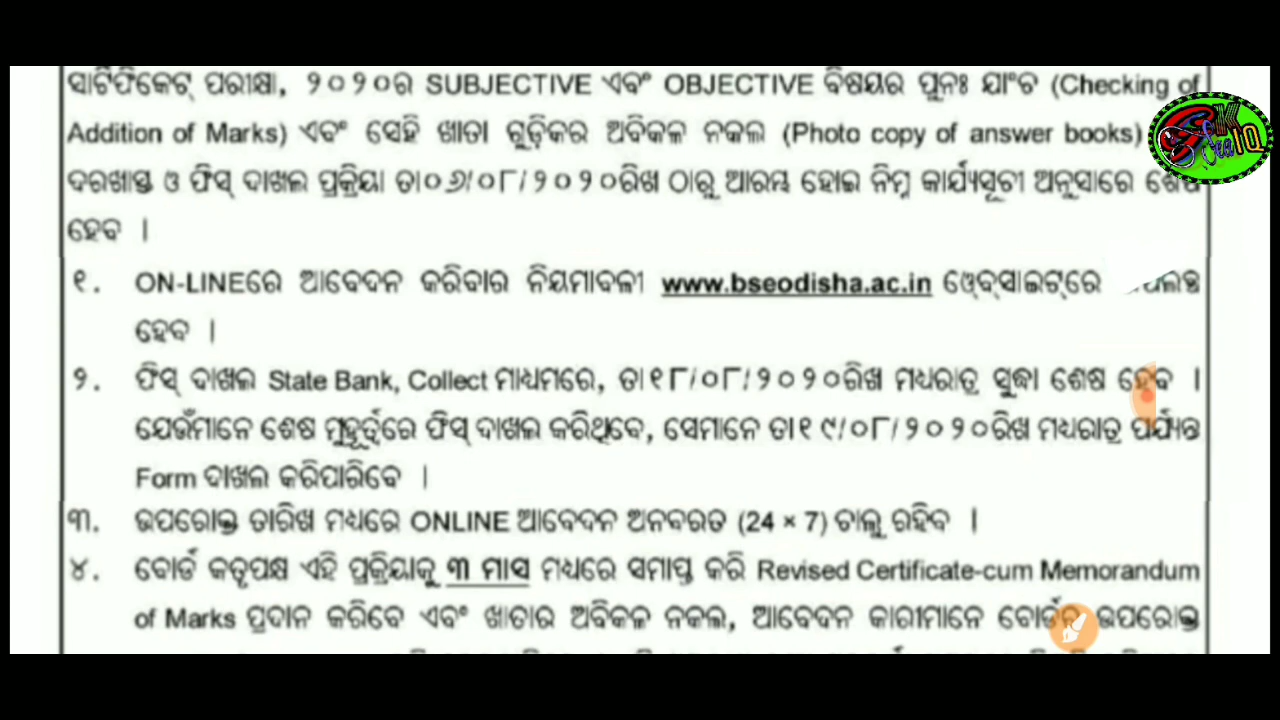 ସାର୍ଟିଫିକେଟ୍ ପରୀକ୍ଷା, ୨୦୨୦ର SUBJECTIVE ଏବଂ OBJECTIVE ବିଷୟର ପୁନଃ ଯାଂଚ (Checking of
Addition of Marks) ଏବଂ ସେହି ଖାତା ଗୁଡ଼ିକର ଅବିକଳ ନକଲ (Photo copy of answer books)
ଦରଖାସ୍ତ ଓ ଫିସ୍ ଦାଖଲ ପ୍ରକ୍ରିୟା ତା୦୬/୦୮/୨୦୨୦ରିଖ ଠାରୁ ଆରମ୍ଭ ହୋଇ ନିମ୍ନ କାର୍ଯ୍ୟସୂଚୀ ଅନୁସାରେ ଶେଷ
ହେବ ।
୧. ON-LINEରେ ଆବେଦନ କରିବାର ନିୟମାବଳୀ www.bseodisha.ac.in ୱେବ୍‌ସାଇଟ୍‌ରେ
ହେବ ।
୨. ଫିସ୍ ଦାଖଲ State Bank, Collect ମାଧ୍ୟମରେ, ତା୧୮/୦୮/୨୦୨୦ରିଖ ମଧ୍ୟରାତ୍ର ସୁଦ୍ଧା ଶେଷ ହେବ ।
ଯେଉଁମାନେ ଶେଷ ମୁହୂର୍ତ୍ତରେ ଫିସ୍ ଦାଖଲ କରିଥିବେ, ସେମାନେ ତା୧୯/୦୮/୨୦୨୦ରିଖ ମଧ୍ୟରାତ୍ର ପର୍ଯ୍ୟନ୍ତ
Form ଦାଖଲ କରିପାରିବେ ।
୩. ଉପରୋକ୍ତ ତାରିଖ ମଧ୍ୟରେ ONLINE ଆବେଦନ ଅନବରତ (24 × 7) ଚାଲୁ ରହିବ ।
୪. ବୋର୍ଡ କତୃପକ୍ଷ ଏହି ପ୍ରକ୍ରିୟାକୁ ୩ ମାସ ମଧ୍ୟରେ ସମାପ୍ତ କରି Revised Certificate-cum Memorandum
of Marks ପ୍ରଦାନ କରିବେ ଏବଂ ଖାତାର ଅବିକଳ ନକଲ, ଆବେଦନ କାରୀମାନେ ବୋର୍ଡର ଉପରୋକ୍ତ